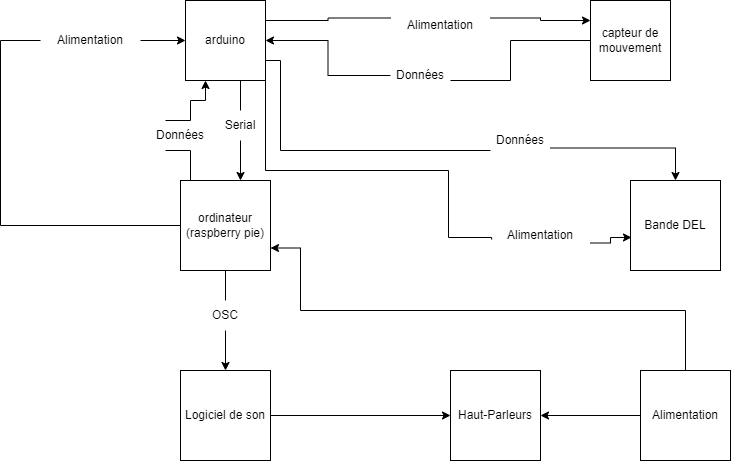 Alimentation
arduino
Alimentation
capteur de
mouvement
Données
Données
Serial
Données
ordinateur
(raspberry pie)
Alimentation
Bande DEL
OSC
Logiciel de son
Haut-Parleurs
Alimentation